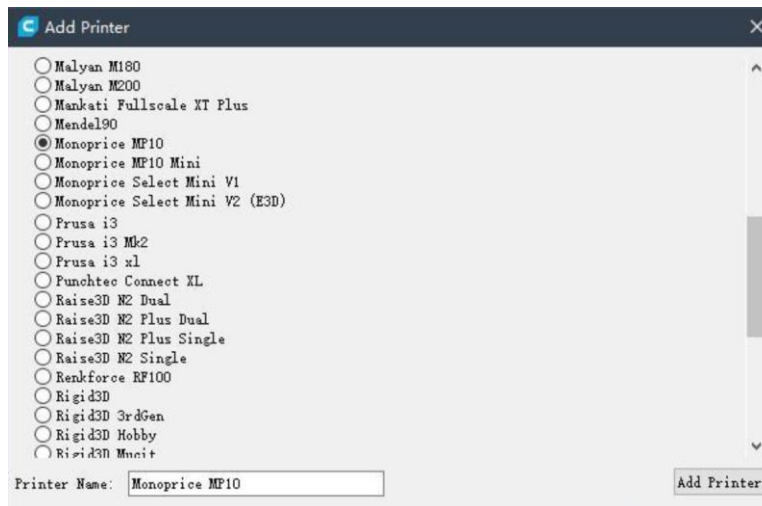 Add Printer
Malyan M180
Malyan M200
Mankati Fullscale XT Plus
Mendel90
Monoprice MP10
Monoprice MP10 Mini
Monoprice Select Mini V1
Monoprice Select Mini V2 (E3D)
Prusa i3
Prusa i3 Mk2
Prusa i3 xl
Punchtec Connect XL
Raise3D N2 Dual
Raise3D N2 Plus Dual
Raise3D N2 Plus Single
Raise3D N2 Single
Renkforce RF100
Rigid3D
Rigid3D 3rdGen
Rigid3D Hobby
Rigid3D Mucit
Printer Name: Monoprice MP10 Add Printer